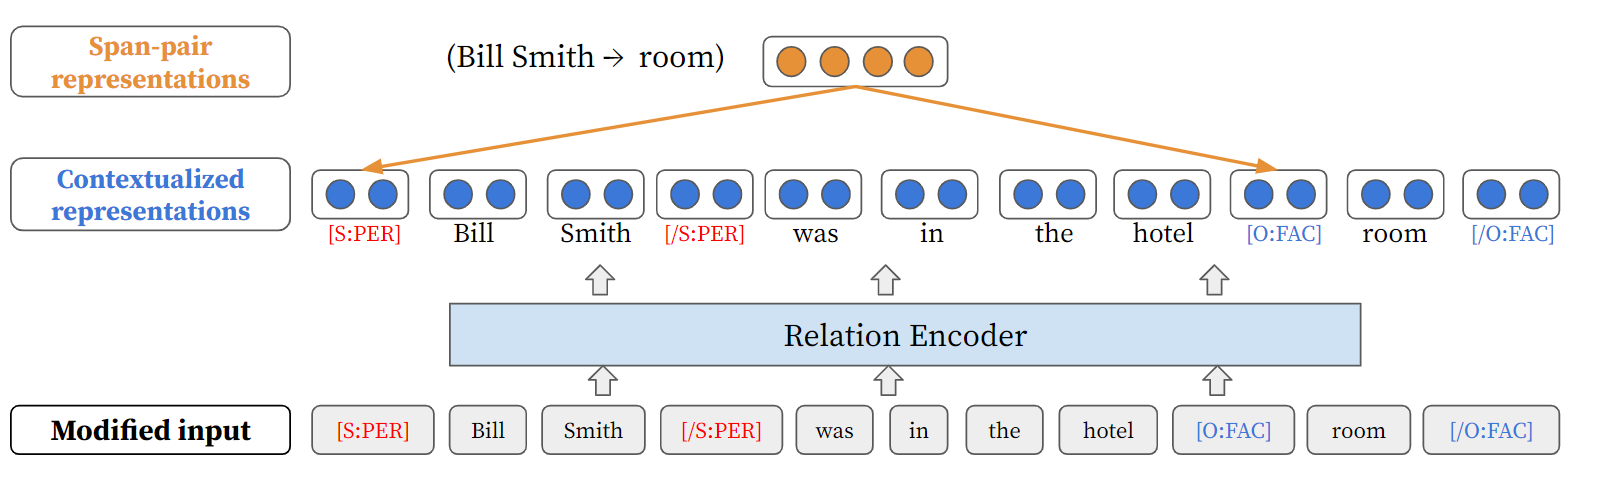 Span-pair
representations
(Bill Smith → room)
Contextualized
representations
[S:PER] Bill Smith [/S:PER] was in the hotel [O:FAC] room [/O:FAC]
Relation Encoder
Modified input
[S:PER] Bill Smith [/S:PER] was in the hotel [O:FAC] room [/O:FAC]